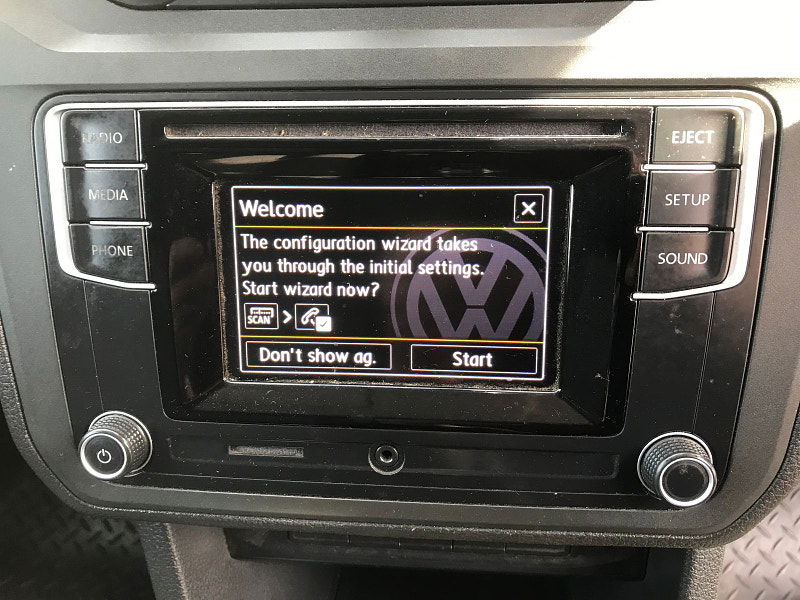 RADIO
MEDIA
PHONE
EJECT
SETUP
SOUND
Welcome
The configuration wizard takes
you through the initial settings.
Start wizard now?
SCAN >
Don't show ag.
Start